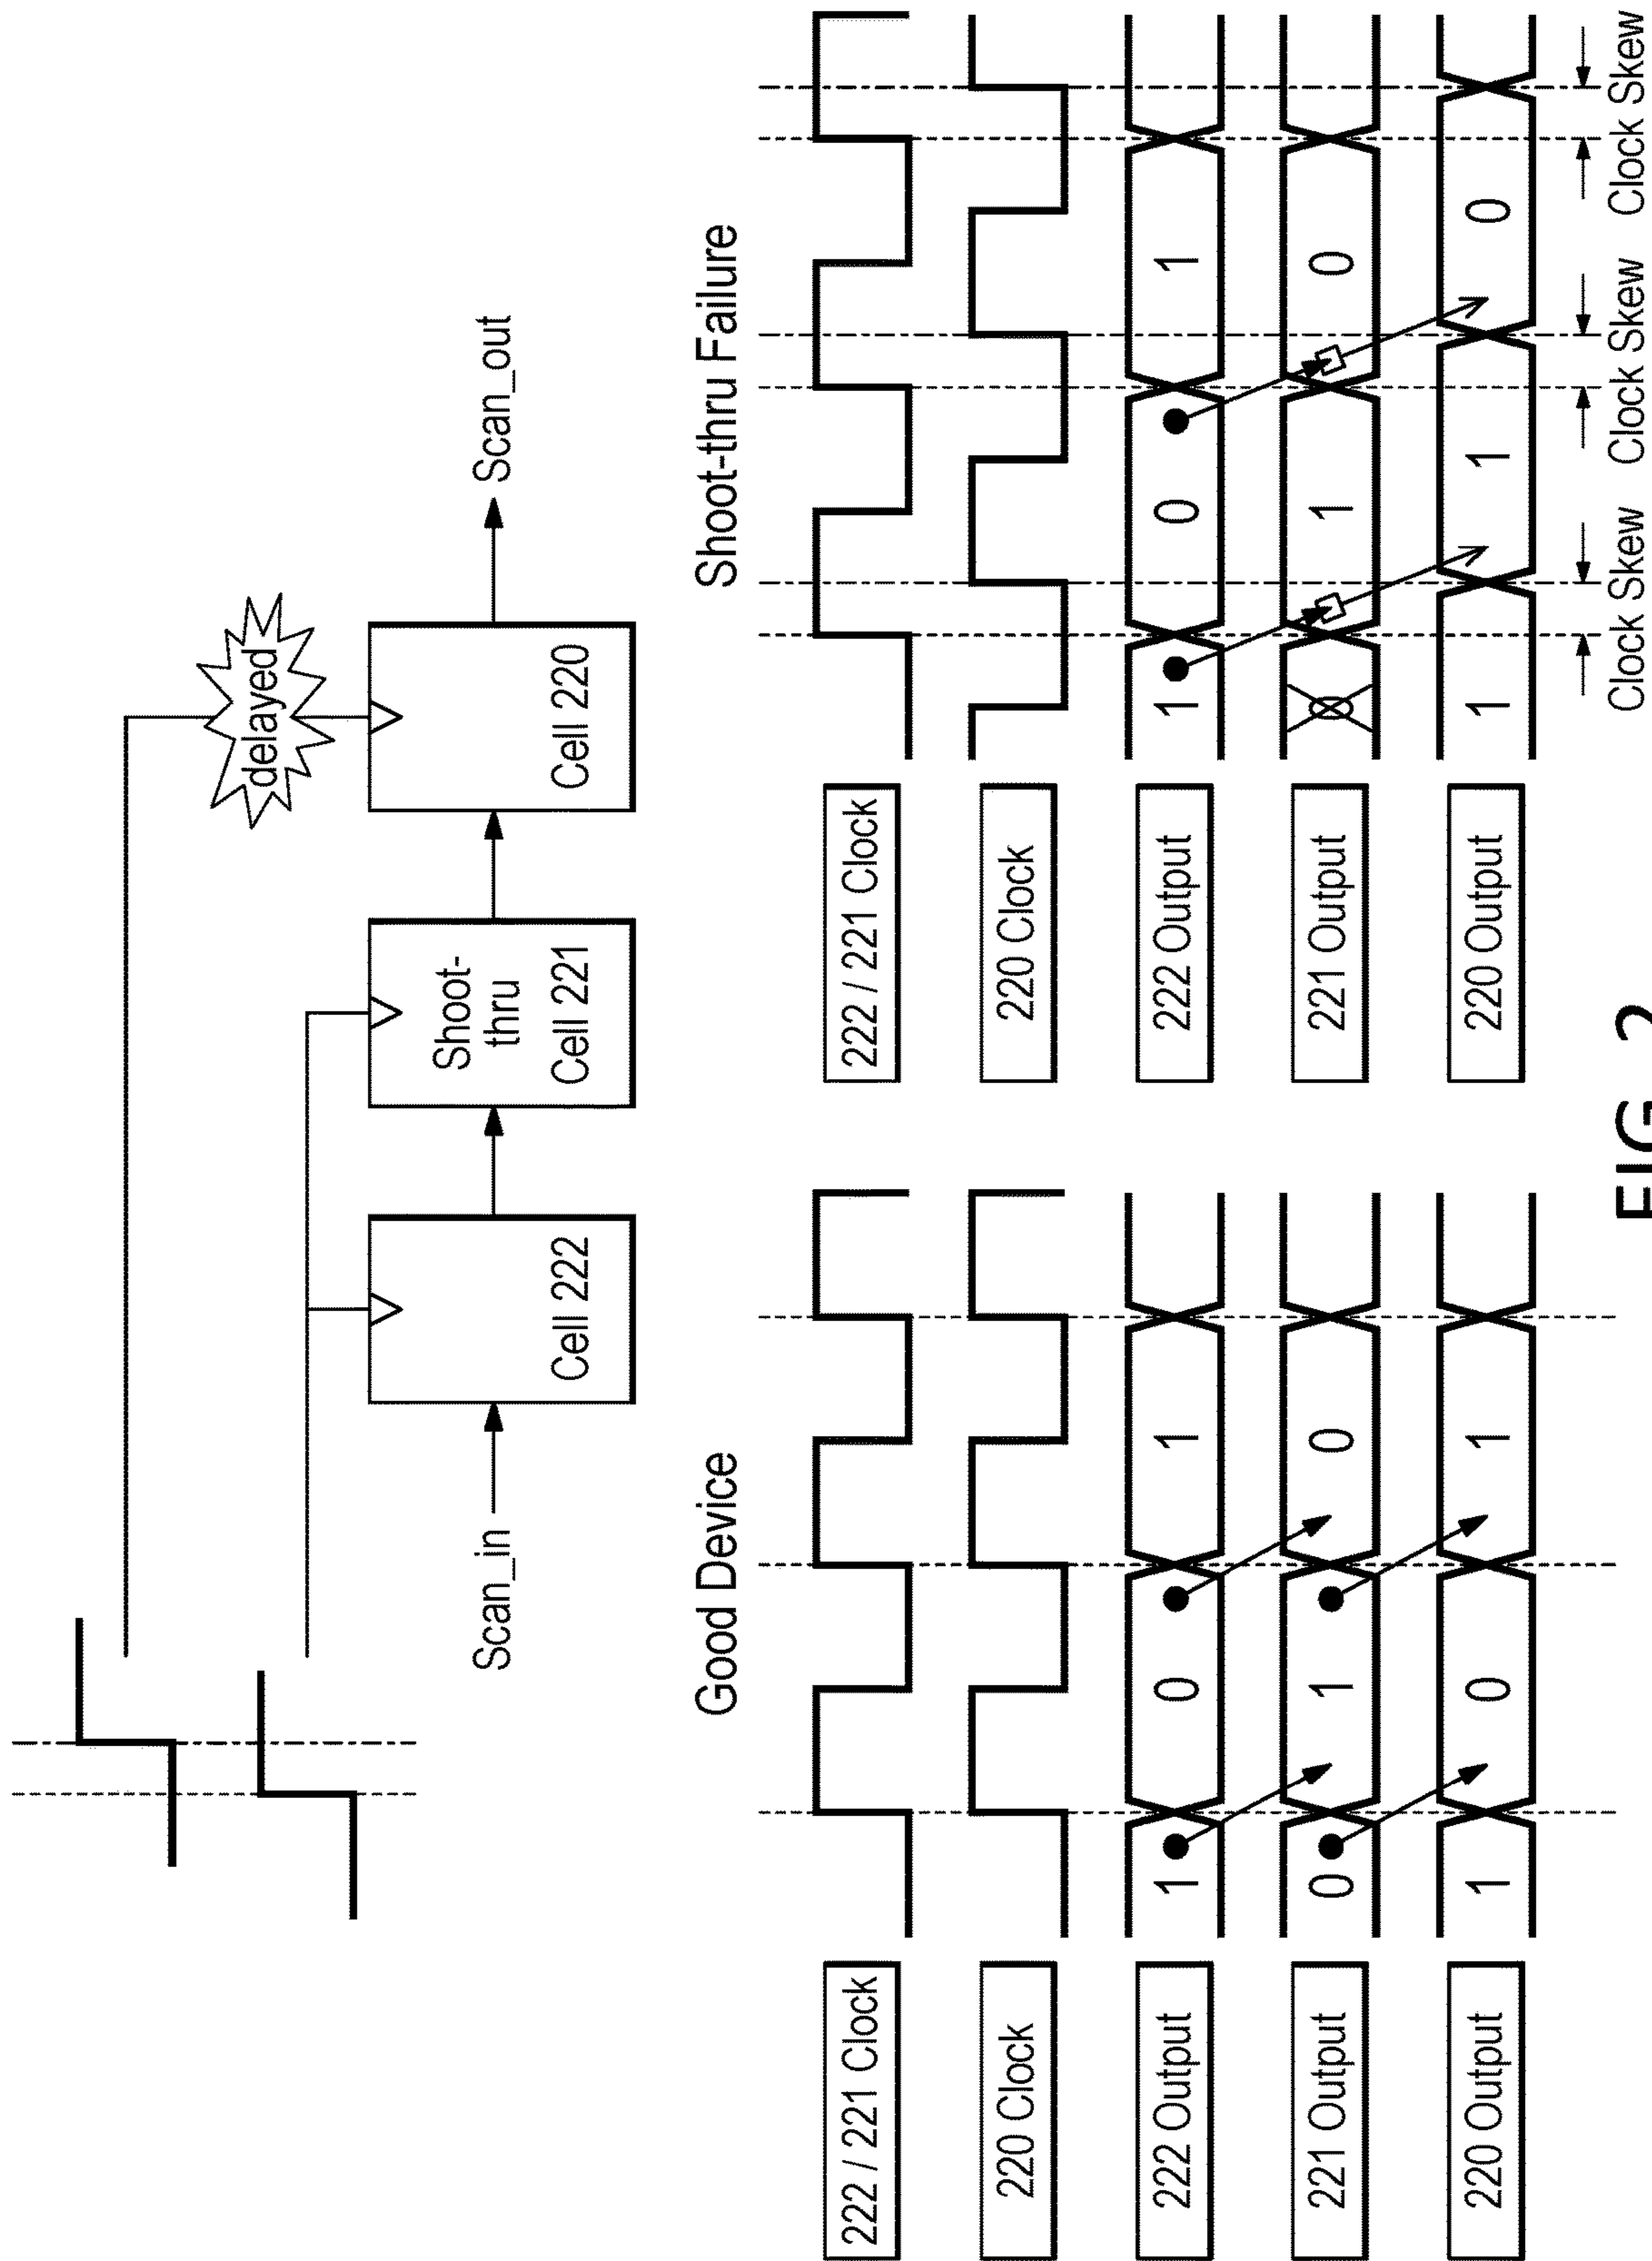 delayed
Scan_in
Cell 222
Shoot-
thru
Cell 221
Cell 220
Scan_out
Good Device
222 / 221 Clock
220 Clock
222 Output
1 0 1
221 Output
0 1 0
220 Output
1 0 1
Shoot-thru Failure
222 / 221 Clock
220 Clock
222 Output
1 0 1
221 Output
0 1 0
220 Output
1 1 0
Clock Skew Clock Skew Clock Skew
FIG. 2